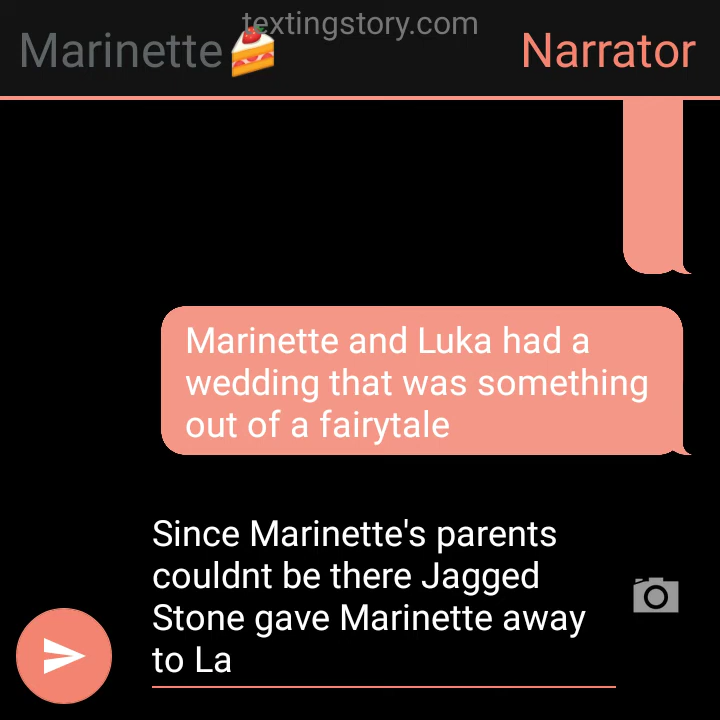 textingstory.com
Marinette🍰 Narrator
Marinette and Luka had a
wedding that was something
out of a fairytale
Since Marinette's parents
couldnt be there Jagged
Stone gave Marinette away
to La